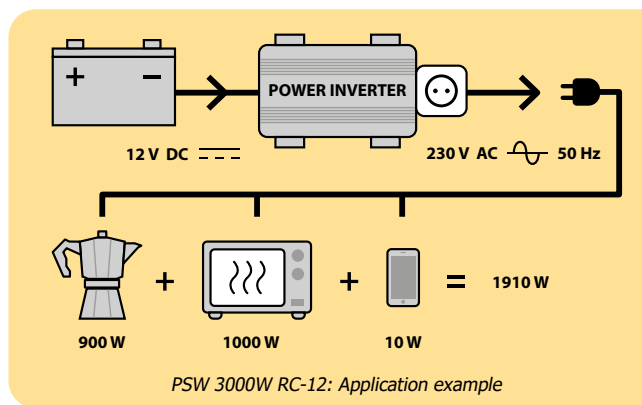 + −
POWER INVERTER
12 V DC
230 V AC 50 Hz
+ + = 1910 W
900 W 1000 W 10 W
PSW 3000W RC-12: Application example